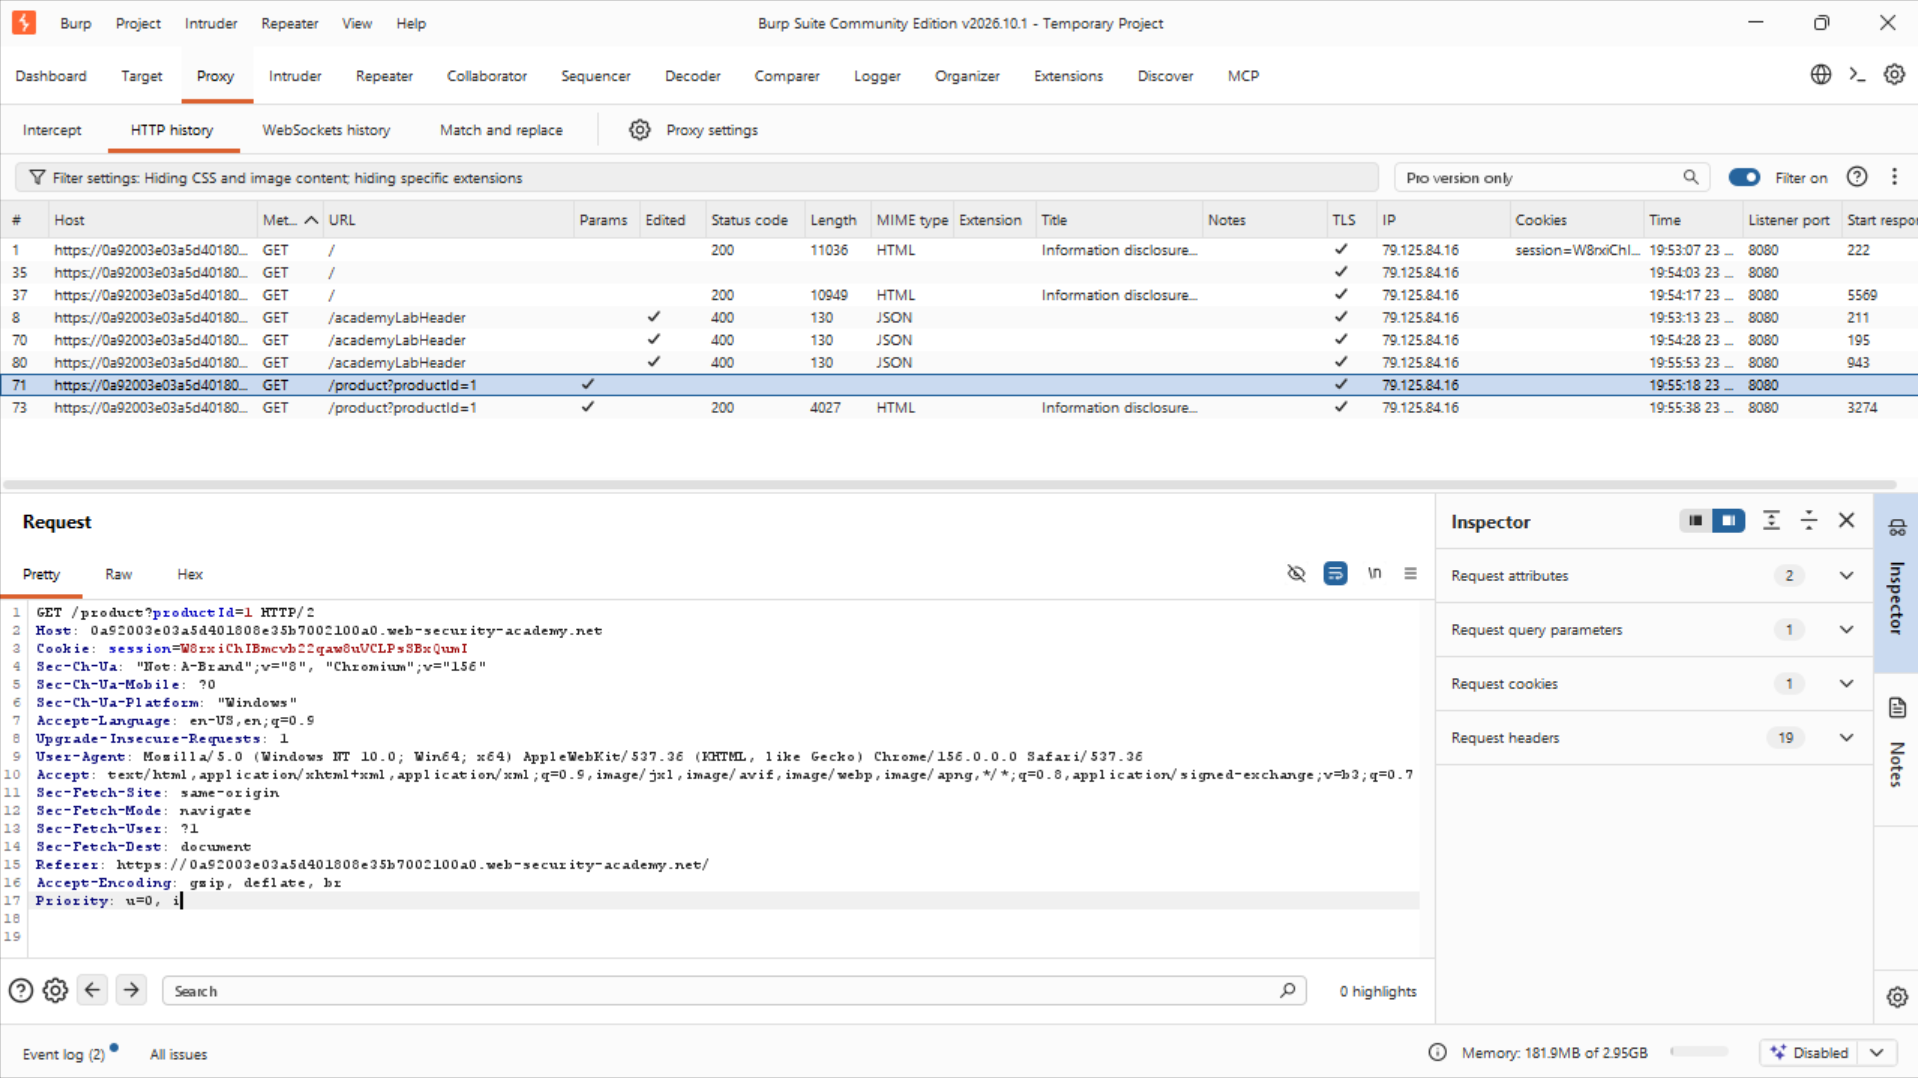 Burp Project Intruder Repeater View Help Burp Suite Community Edition v2026.10.1 - Temporary Project
Dashboard Target Proxy Intruder Repeater Collaborator Sequencer Decoder Comparer Logger Organizer Extensions Discover MCP
Intercept HTTP history WebSockets history Match and replace Proxy settings
Filter settings: Hiding CSS and image content; hiding specific extensions Pro version only Filter on
# Host Met... URL Params Edited Status code Length MIME type Extension Title Notes TLS IP Cookies Time Listener port Start respor
1 https://0a92003e03a5d40180... GET / 200 11036 HTML Information disclosure... ✓ 79.125.84.16 session=W8rxiChI... 19:53:07 23 ... 8080 222
35 https://0a92003e03a5d40180... GET / ✓ 79.125.84.16 19:54:03 23 ... 8080
37 https://0a92003e03a5d40180... GET / 200 10949 HTML Information disclosure... ✓ 79.125.84.16 19:54:17 23 ... 8080 5569
8 https://0a92003e03a5d40180... GET /academyLabHeader ✓ 400 130 JSON ✓ 79.125.84.16 19:53:13 23 ... 8080 211
70 https://0a92003e03a5d40180... GET /academyLabHeader ✓ 400 130 JSON ✓ 79.125.84.16 19:54:28 23 ... 8080 195
80 https://0a92003e03a5d40180... GET /academyLabHeader ✓ 400 130 JSON ✓ 79.125.84.16 19:55:53 23 ... 8080 943
71 https://0a92003e03a5d40180... GET /product?productId=1 ✓ ✓ 79.125.84.16 19:55:18 23 ... 8080
73 https://0a92003e03a5d40180... GET /product?productId=1 ✓ 200 4027 HTML Information disclosure... ✓ 79.125.84.16 19:55:38 23 ... 8080 3274
Request
Pretty Raw Hex \n
1 GET /product?productId=1 HTTP/2
2 Host: 0a92003e03a5d401808e35b7002100a0.web-security-academy.net
3 Cookie: session=W8rxiChIBmcvb22qaw8uVCLPsSBxQumI
4 Sec-Ch-Ua: "Not:A-Brand";v="8", "Chromium";v="156"
5 Sec-Ch-Ua-Mobile: ?0
6 Sec-Ch-Ua-Platform: "Windows"
7 Accept-Language: en-US,en;q=0.9
8 Upgrade-Insecure-Requests: 1
9 User-Agent: Mozilla/5.0 (Windows NT 10.0; Win64; x64) AppleWebKit/537.36 (KHTML, like Gecko) Chrome/156.0.0.0 Safari/537.36
10 Accept: text/html,application/xhtml+xml,application/xml;q=0.9,image/jxl,image/avif,image/webp,image/apng,*/*;q=0.8,application/signed-exchange;v=b3;q=0.7
11 Sec-Fetch-Site: same-origin
12 Sec-Fetch-Mode: navigate
13 Sec-Fetch-User: ?1
14 Sec-Fetch-Dest: document
15 Referer: https://0a92003e03a5d401808e35b7002100a0.web-security-academy.net/
16 Accept-Encoding: gzip, deflate, br
17 Priority: u=0, i
18
19
Search 0 highlights
Inspector
Request attributes 2
Request query parameters 1
Request cookies 1
Request headers 19
Inspector
Notes
Event log (2) All issues Memory: 181.9MB of 2.95GB Disabled